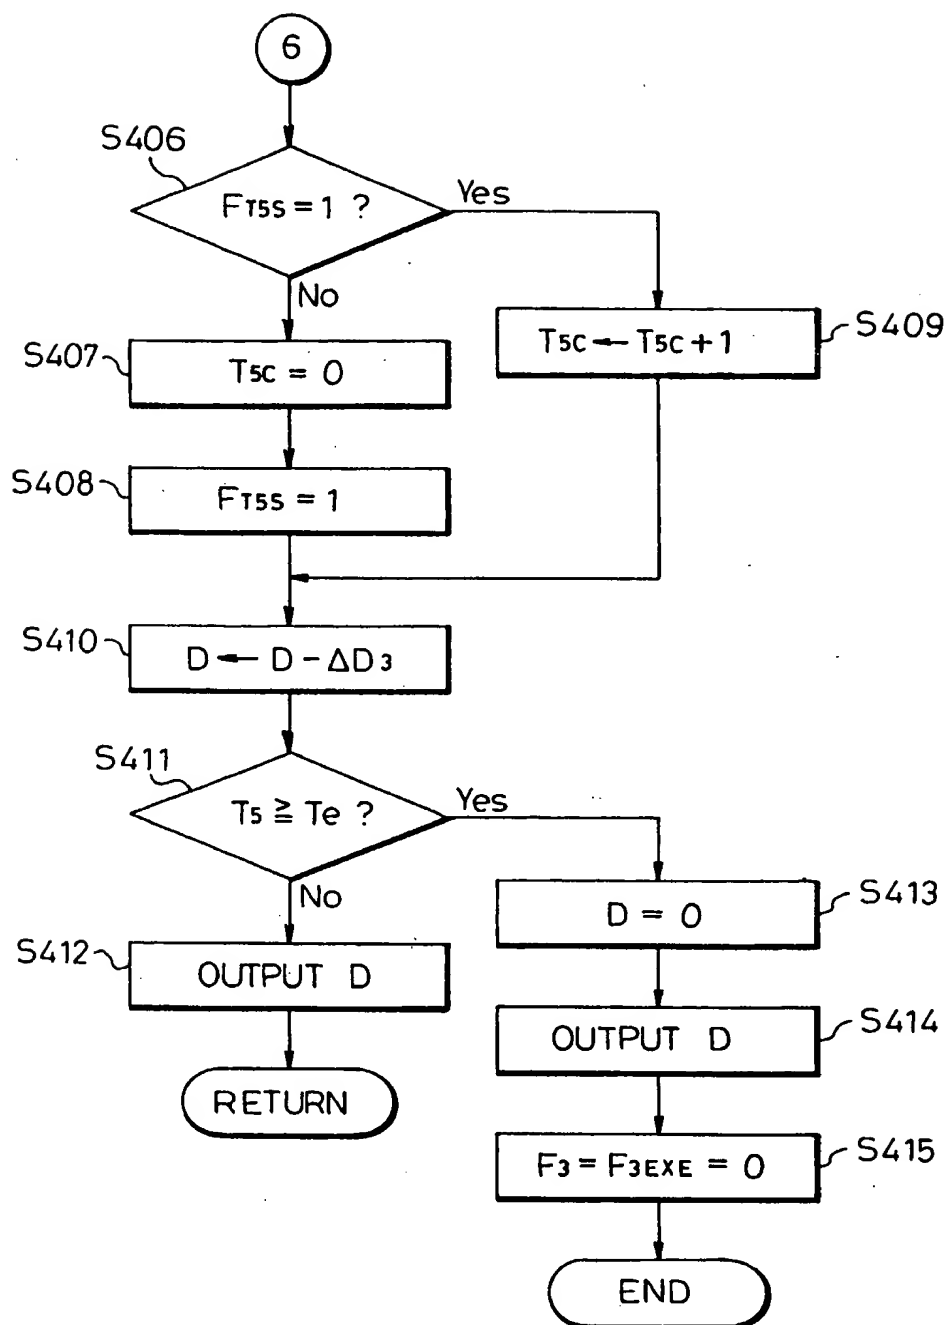 6
S406
FT5S = 1 ?
Yes
No
S407
T5C = 0
T5C ← T5C + 1
S409
S408
FT5S = 1
S410
D ← D - ΔD3
S411
T5 ≧ Te ?
Yes
No
D = 0
S413
S412
OUTPUT D
OUTPUT D
S414
RETURN
F3 = F3EXE = 0
S415
END